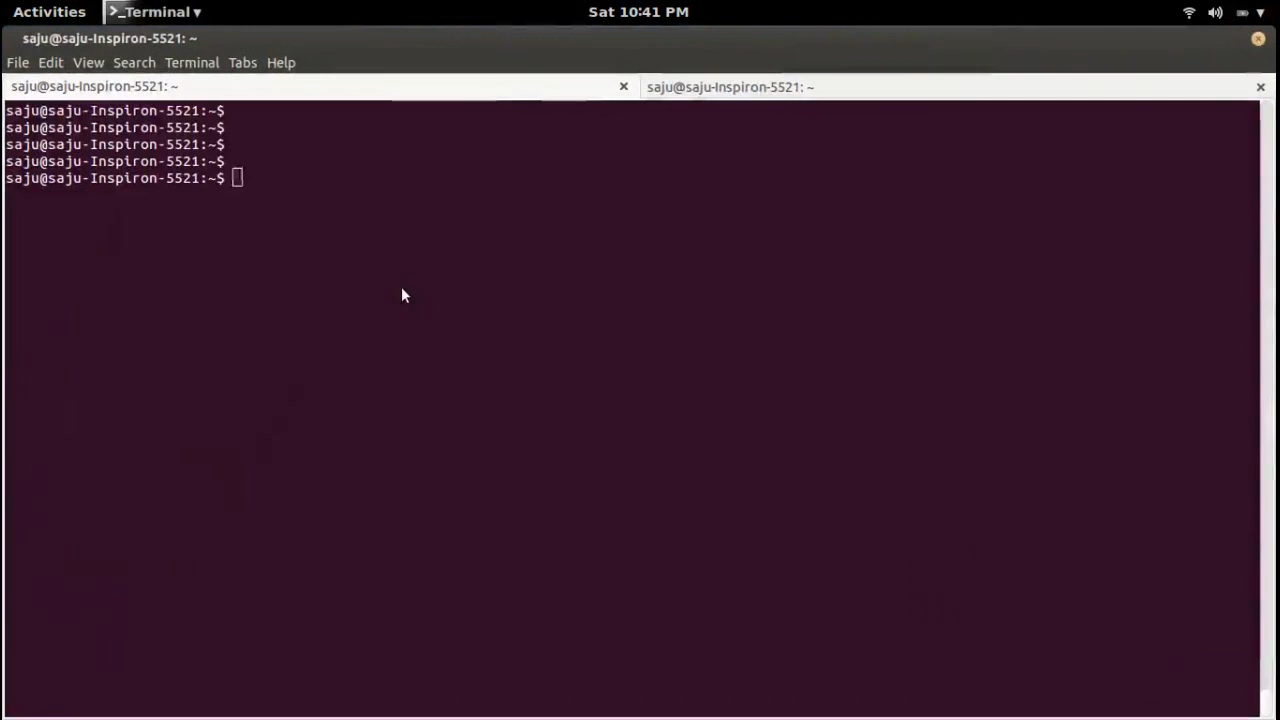 Activities >_Terminal ▾ Sat 10:41 PM
saju@saju-Inspiron-5521: ~
File Edit View Search Terminal Tabs Help
saju@saju-Inspiron-5521: ~ × saju@saju-Inspiron-5521: ~ ×
saju@saju-Inspiron-5521:~$
saju@saju-Inspiron-5521:~$
saju@saju-Inspiron-5521:~$
saju@saju-Inspiron-5521:~$
saju@saju-Inspiron-5521:~$